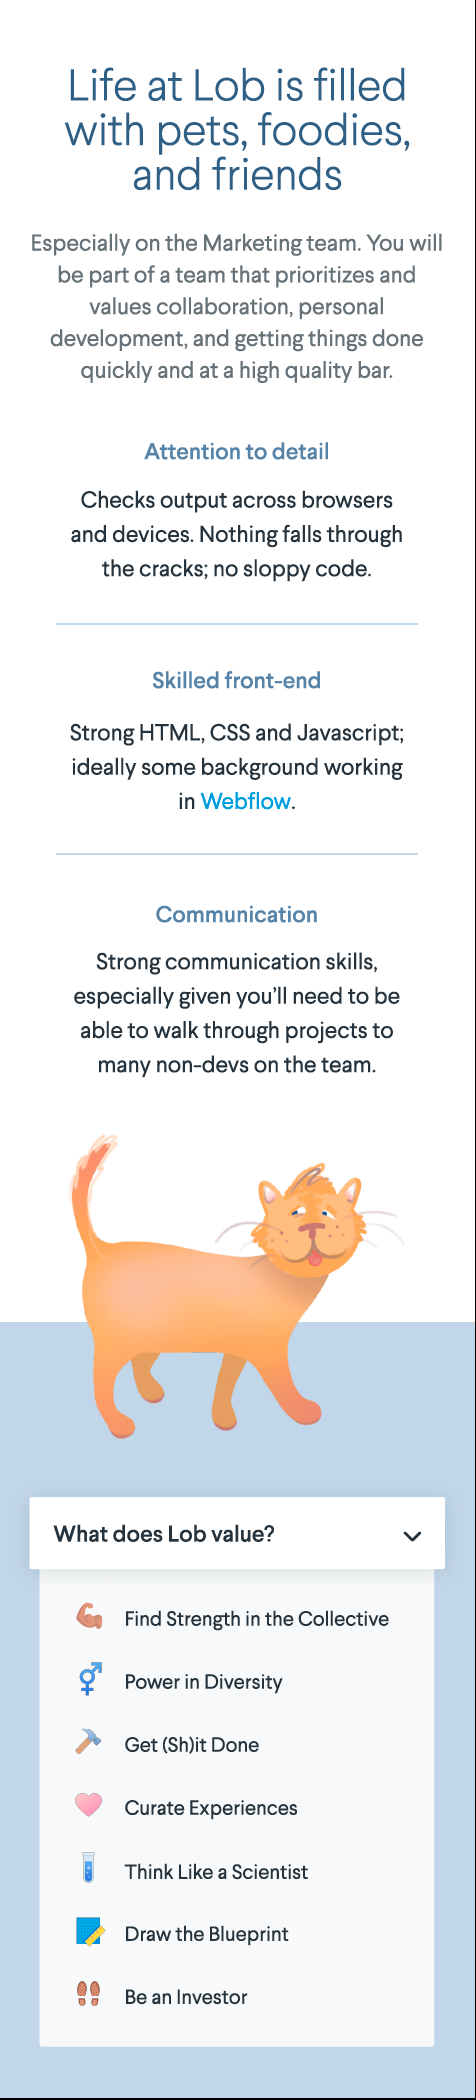 Life at Lob is filled
with pets, foodies,
and friends
Especially on the Marketing team. You will
be part of a team that prioritizes and
values collaboration, personal
development, and getting things done
quickly and at a high quality bar.
Attention to detail
Checks output across browsers
and devices. Nothing falls through
the cracks; no sloppy code.
Skilled front-end
Strong HTML, CSS and Javascript;
ideally some background working
in Webflow.
Communication
Strong communication skills,
especially given you’ll need to be
able to walk through projects to
many non-devs on the team.
What does Lob value?
Find Strength in the Collective
Power in Diversity
Get (Sh)it Done
Curate Experiences
Think Like a Scientist
Draw the Blueprint
Be an Investor